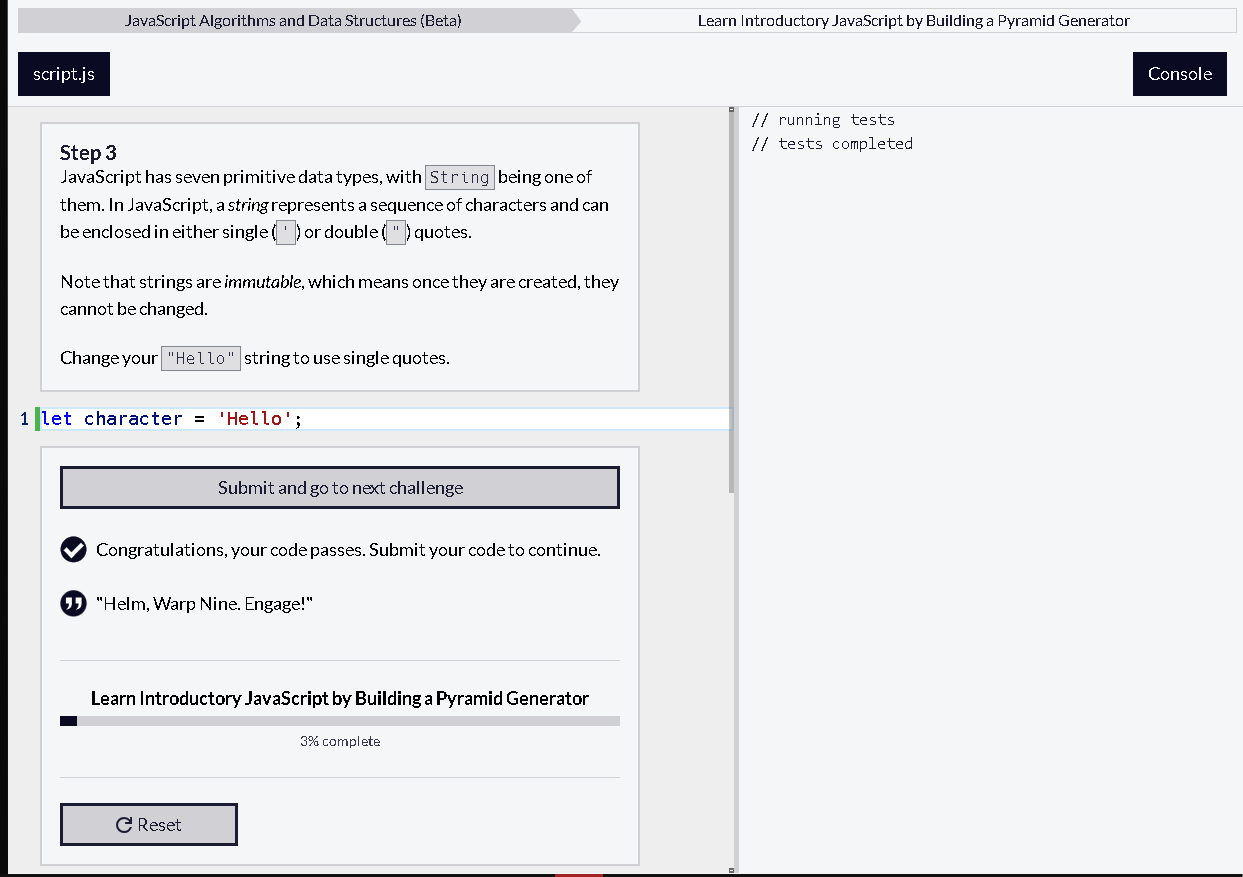 JavaScript Algorithms and Data Structures (Beta)
Learn Introductory JavaScript by Building a Pyramid Generator
script.js
Console
Step 3
JavaScript has seven primitive data types, with String being one of
them. In JavaScript, a string represents a sequence of characters and can
be enclosed in either single (') or double (") quotes.
Note that strings are immutable, which means once they are created, they
cannot be changed.
Change your "Hello" string to use single quotes.
1 let character = 'Hello';
Submit and go to next challenge
Congratulations, your code passes. Submit your code to continue.
"Helm, Warp Nine. Engage!"
Learn Introductory JavaScript by Building a Pyramid Generator
3% complete
Reset
// running tests
// tests completed